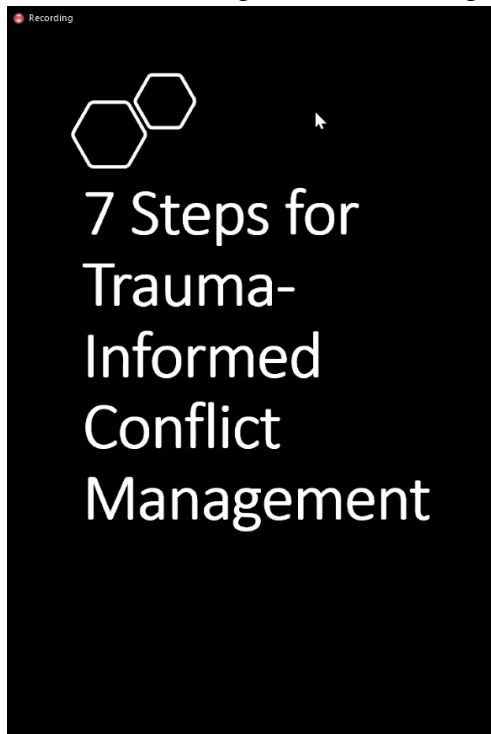 Recording
7 Steps for
Trauma-
Informed
Conflict
Management